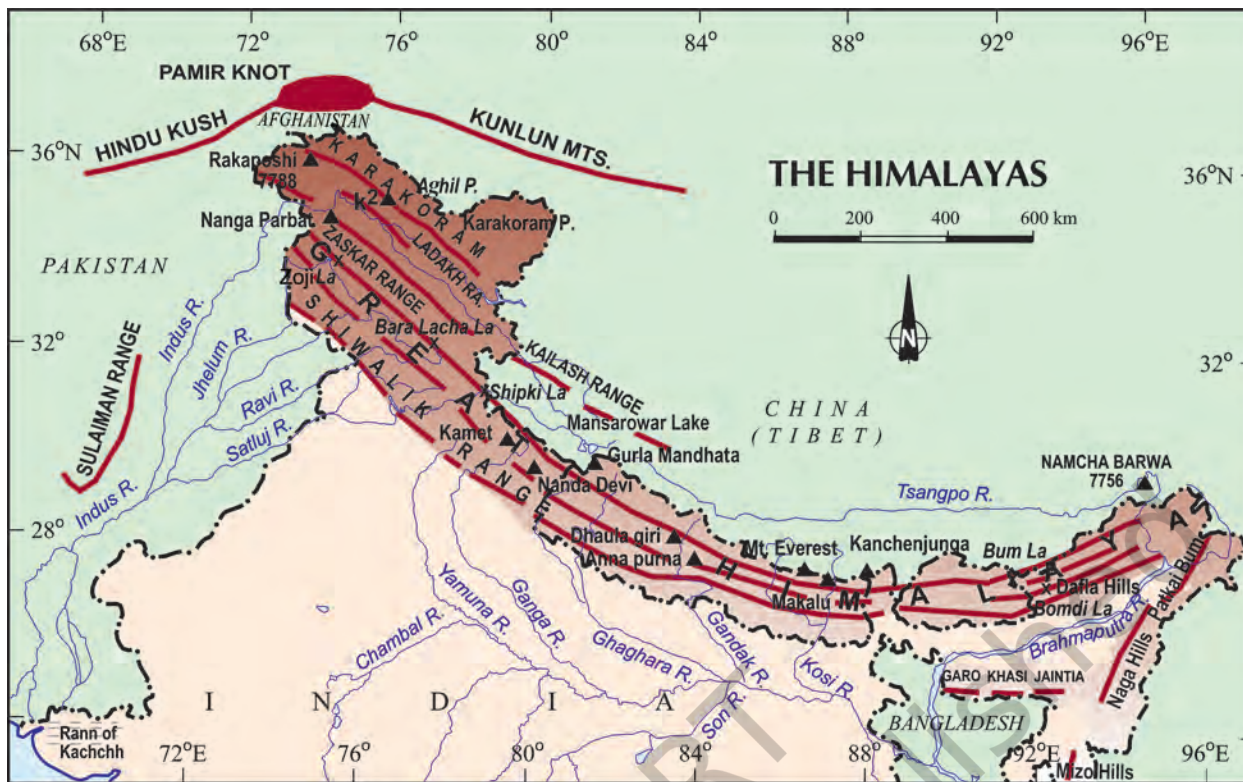 68°E
72°
76°
80°
84°
88°
92°
96°E
PAMIR KNOT
AFGHANISTAN
HINDU KUSH
KUNLUN MTS.
36°N
36°N
THE HIMALAYAS
0 200 400 600 km
N
Rakaposhi
7788
KARAKORAM
Aghil P.
K2
Karakoram P.
Nanga Parbat
LADAKH RA.
ZASKAR RANGE
PAKISTAN
Zoji La
GREAT HIMALAYA
SHIWALIK RANGE
Bara Lacha La
Indus R.
Jhelum R.
32°
32°
SULAIMAN RANGE
Ravi R.
Satluj R.
KAILASH RANGE
Shipki La
Mansarowar Lake
CHINA
(TIBET)
Kamet
Gurla Mandhata
Nanda Devi
NAMCHA BARWA
7756
Tsangpo R.
Indus R.
28°
28°
Dhaula giri
Anna purna
Mt. Everest
Kanchenjunga
Makalu
Bum La
Dafla Hills
Bomdi La
Patkai Bum
Brahmaputra R.
Naga Hills
Yamuna R.
Ganga R.
Chambal R.
Ghaghara R.
Gandak R.
Kosi R.
Son R.
GARO KHASI JAINTIA
INDIA
BANGLADESH
Rann of
Kachchh
72°E
76°
80°
84°
88°
92°E
96°E
Mizo Hills